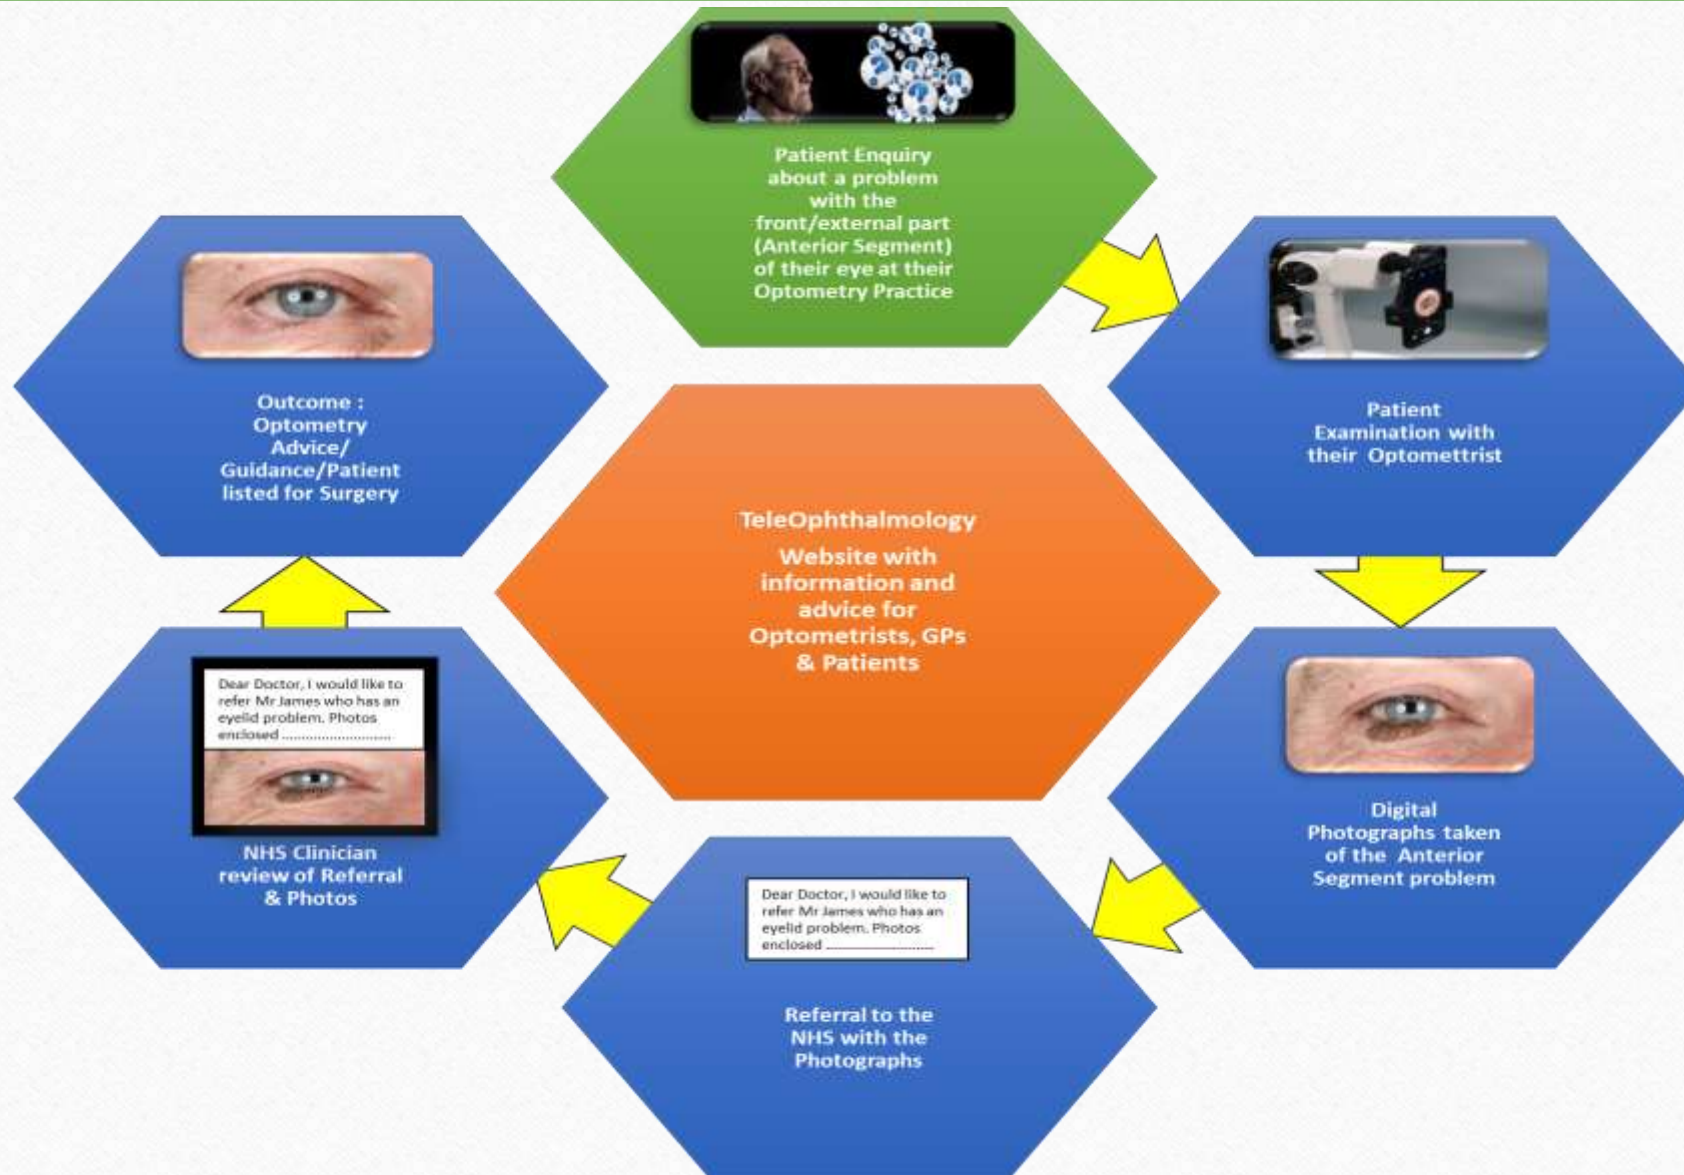 Patient Enquiry
about a problem
with the
front/external part
(Anterior Segment)
of their eye at their
Optometry Practice
Patient
Examination with
their Optomettrist
Digital
Photographs taken
of the Anterior
Segment problem
Dear Doctor, I would like to
refer Mr James who has an
eyelid problem. Photos
enclosed ...........................
Referral to the
NHS with the
Photographs
Dear Doctor, I would like to
refer Mr James who has an
eyelid problem. Photos
enclosed ...........................
NHS Clinician
review of Referral
& Photos
Outcome :
Optometry
Advice/
Guidance/Patient
listed for Surgery
TeleOphthalmology
Website with
information and
advice for
Optometrists, GPs
& Patients